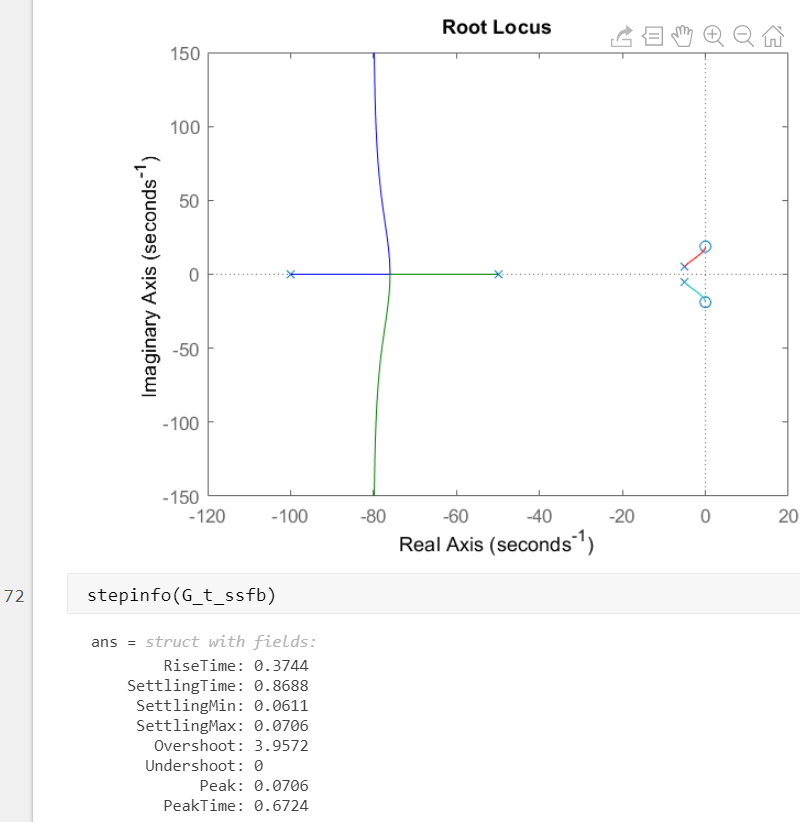 Root Locus
150
100
50
0
-50
-100
-150
Imaginary Axis (seconds⁻¹)
-120 -100 -80 -60 -40 -20 0 20
Real Axis (seconds⁻¹)
72 stepinfo(G_t_ssfb)
ans = struct with fields:
RiseTime: 0.3744
SettlingTime: 0.8688
SettlingMin: 0.0611
SettlingMax: 0.0706
Overshoot: 3.9572
Undershoot: 0
Peak: 0.0706
PeakTime: 0.6724